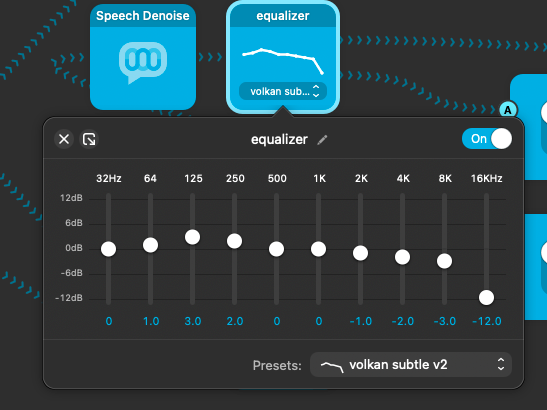 Speech Denoise
equalizer
volkan sub...
A
equalizer
On
32Hz 64 125 250 500 1K 2K 4K 8K 16KHz
12dB
6dB
0dB
-6dB
-12dB
0 1.0 3.0 2.0 0 0 -1.0 -2.0 -3.0 -12.0
Presets: volkan subtle v2